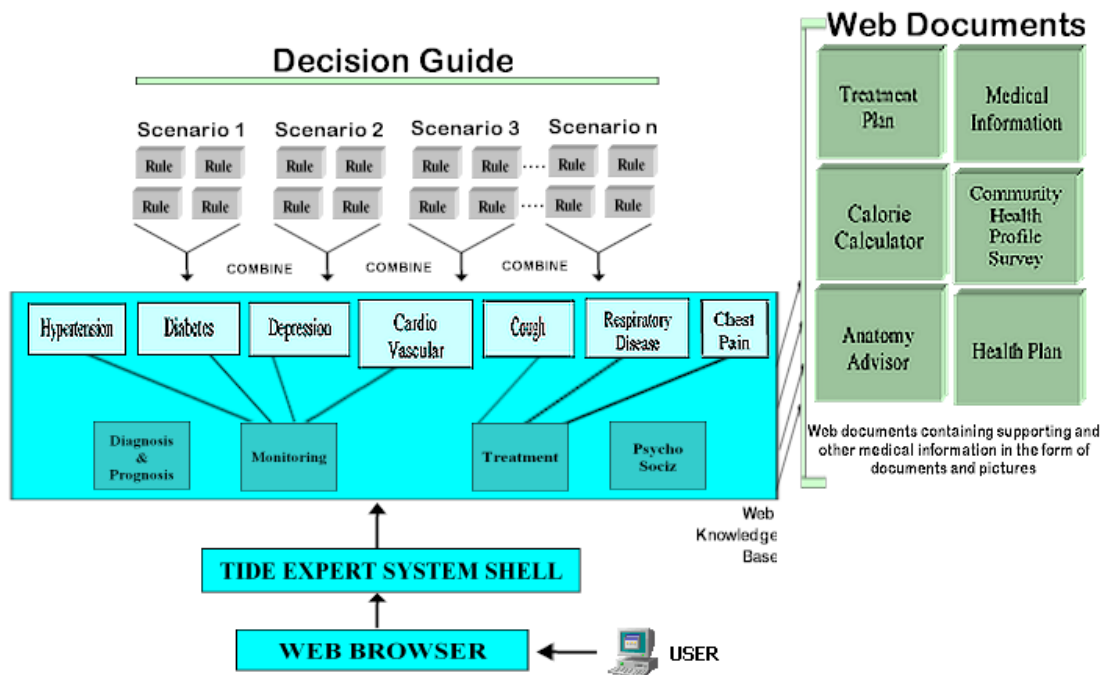 Web Documents
Decision Guide
Scenario 1
Scenario 2
Scenario 3
Scenario n
Rule Rule
Rule Rule
Rule Rule ....
Rule Rule
Rule Rule
Rule Rule
Rule Rule ....
Rule Rule
COMBINE
COMBINE
COMBINE
Hypertension
Diabetes
Depression
Cardio
Vascular
Cough
Respiratory
Disease
Chest
Pain
Diagnosis
&
Prognosis
Monitoring
Treatment
Psycho
Sociz
Treatment
Plan
Medical
Information
Calorie
Calculator
Community
Health
Profile
Survey
Anatomy
Advisor
Health Plan
Web documents containing supporting and
other medical information in the form of
documents and pictures
Web
Knowledge
Base
TIDE EXPERT SYSTEM SHELL
WEB BROWSER
USER